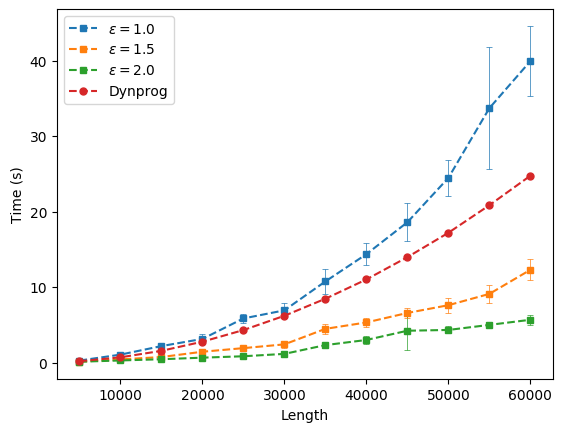 ε = 1.0
ε = 1.5
ε = 2.0
Dynprog
40
30
20
10
0
Time (s)
10000 20000 30000 40000 50000 60000
Length